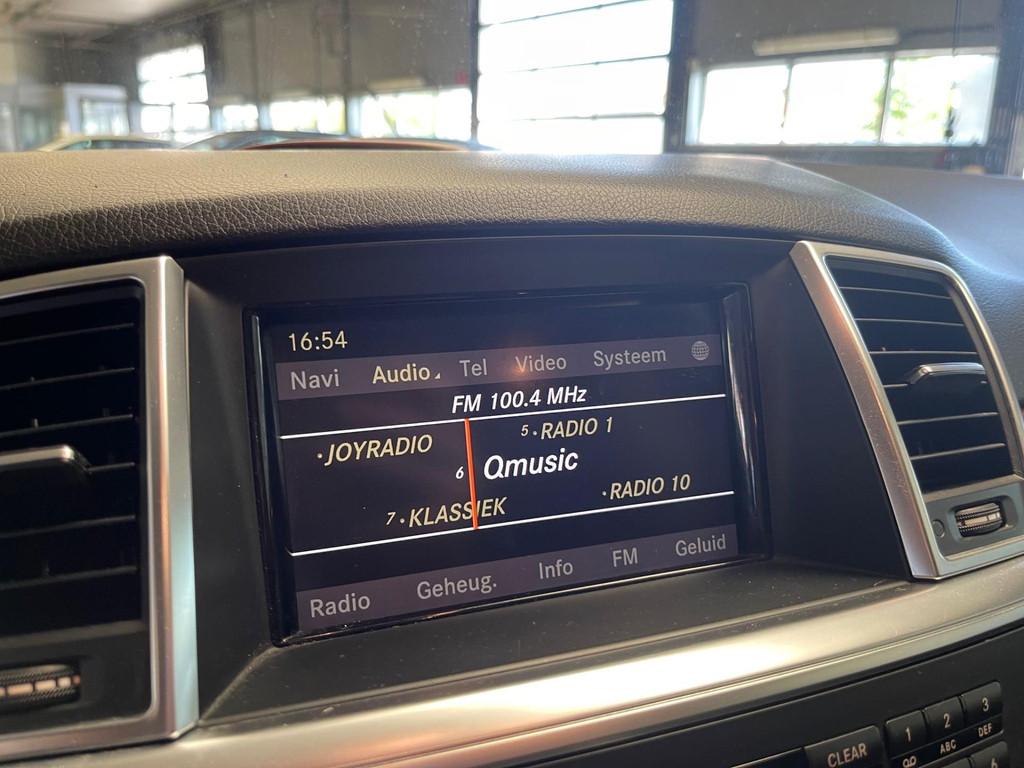 16:54
Navi Audio Tel Video Systeem
FM 100.4 MHz
5 • RADIO 1
• JOYRADIO
6 Qmusic
• RADIO 10
7 • KLASSIEK
Radio Geheug. Info FM Geluid
CLEAR 1 2 ABC 3 DEF
6